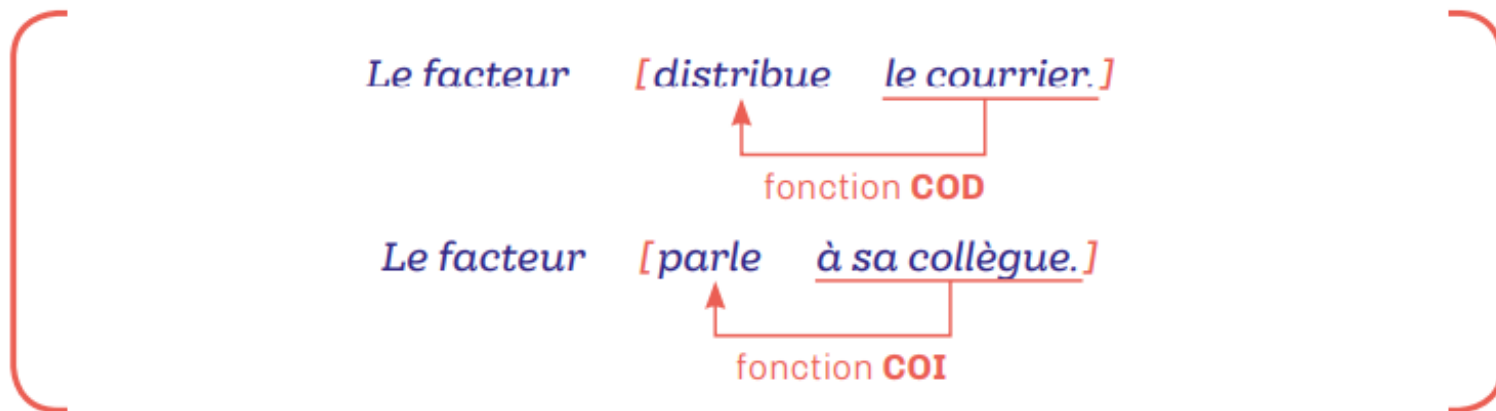 Le facteur [distribue le courrier.]
fonction COD
Le facteur [parle à sa collègue.]
fonction COI